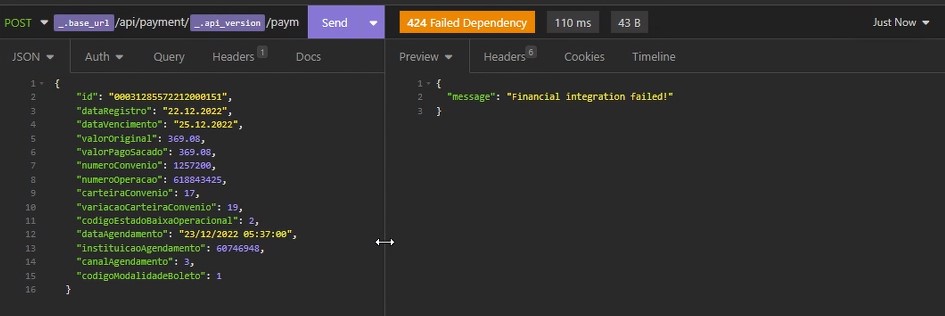 POST _.base_url /api/payment/ _.api_version /paym Send 424 Failed Dependency 110 ms 43 B Just Now
JSON Auth Query Headers 1 Docs Preview Headers 6 Cookies Timeline
1 {
2 "id": "00031285572212000151",
3 "dataRegistro": "22.12.2022",
4 "dataVencimento": "25.12.2022",
5 "valorOriginal": 369.08,
6 "valorPagoSacado": 369.08,
7 "numeroConvenio": 1257200,
8 "numeroOperacao": 618843425,
9 "carteiraConvenio": 17,
10 "variacaoCarteiraConvenio": 19,
11 "codigoEstadoBaixaOperacional": 2,
12 "dataAgendamento": "23/12/2022 05:37:00",
13 "instituicaoAgendamento": 60746948,
14 "canalAgendamento": 3,
15 "codigoModalidadeBoleto": 1
16 }
1 {
2 "message": "Financial integration failed!"
3 }